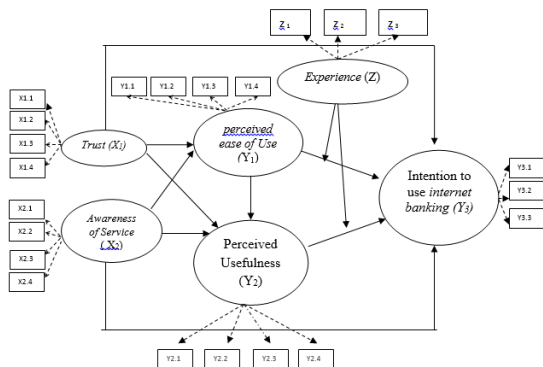 Z 1
Z 2
Z 3
Experience (Z)
Y1.1
Y1.2
Y1.3
Y1.4
X1.1
X1.2
X1.3
X1.4
Trust (X1)
perceived
ease of Use
(Y1)
Intention to
use internet
banking (Y3)
Y3.1
Y3.2
Y3.3
X2.1
X2.2
X2.3
X2.4
Awareness
of Service
( X2)
Perceived
Usefulness
(Y2)
Y2.1
Y2.2
Y2.3
Y2.4